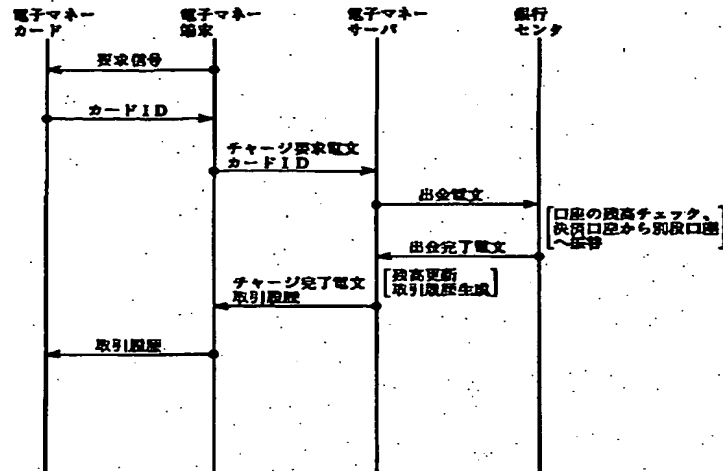 電子マネー
カード
電子マネー
端末
電子マネー
サーバ
銀行
センタ
要求信号
カードID
チャージ要求電文
カードID
出金電文
口座の残高チェック、
決済口座から別段口座
へ振替
出金完了電文
チャージ完了電文
取引履歴
残高更新
取引履歴生成
取引履歴